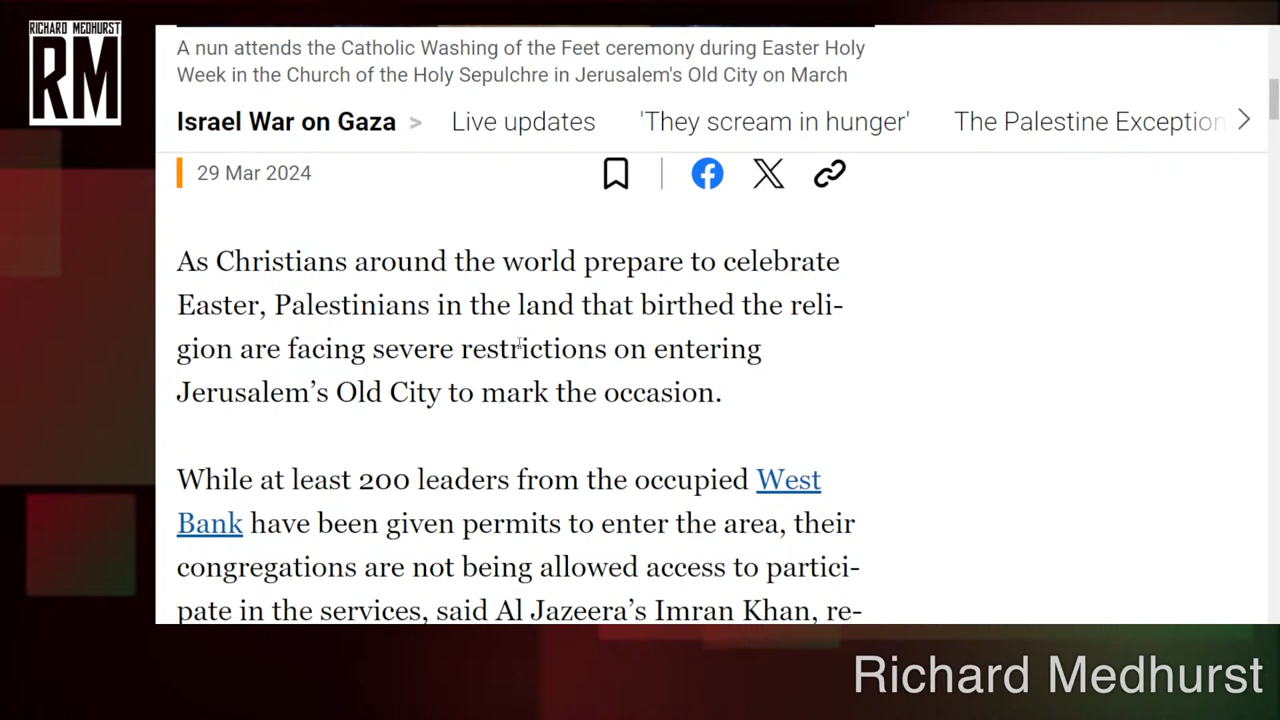 RICHARD MEDHURST
RM
A nun attends the Catholic Washing of the Feet ceremony during Easter Holy
Week in the Church of the Holy Sepulchre in Jerusalem's Old City on March
Israel War on Gaza > Live updates 'They scream in hunger' The Palestine Exception
29 Mar 2024
As Christians around the world prepare to celebrate
Easter, Palestinians in the land that birthed the reli-
gion are facing severe restrictions on entering
Jerusalem’s Old City to mark the occasion.
While at least 200 leaders from the occupied West
Bank have been given permits to enter the area, their
congregations are not being allowed access to partici-
pate in the services, said Al Jazeera’s Imran Khan, re-
Richard Medhurst